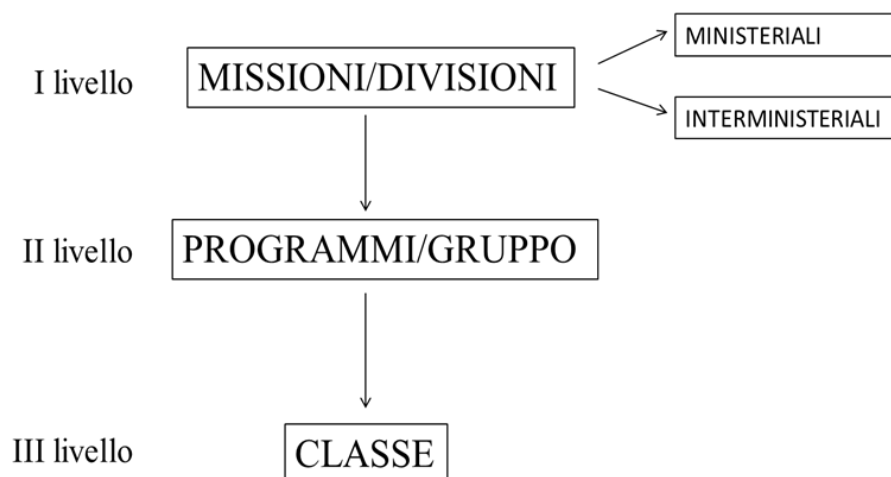 MINISTERIALI
I livello
MISSIONI/DIVISIONI
INTERMINISTERIALI
II livello
PROGRAMMI/GRUPPO
III livello
CLASSE